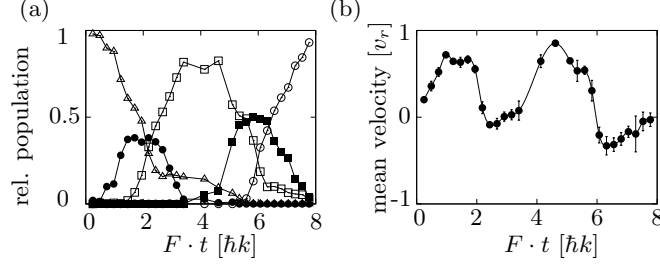 (a)
1
0.5
0
rel. population
0 2 4 6 8
F · t [ħk]
(b)
1
0
-1
mean velocity [v_r]
0 2 4 6 8
F · t [ħk]